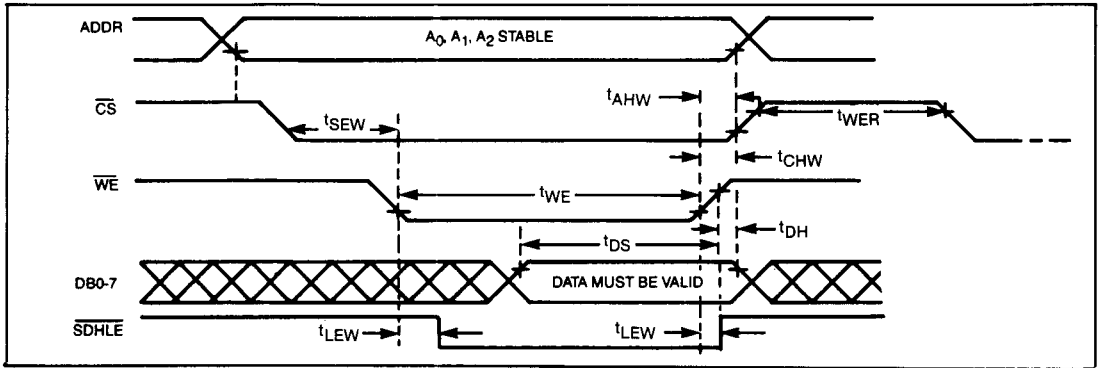 ADDR
A0, A1, A2 STABLE
CS
tSEW
tAHW
tWER
tCHW
WE
tWE
tDS
tDH
DB0-7
DATA MUST BE VALID
SDHLE
tLEW
tLEW